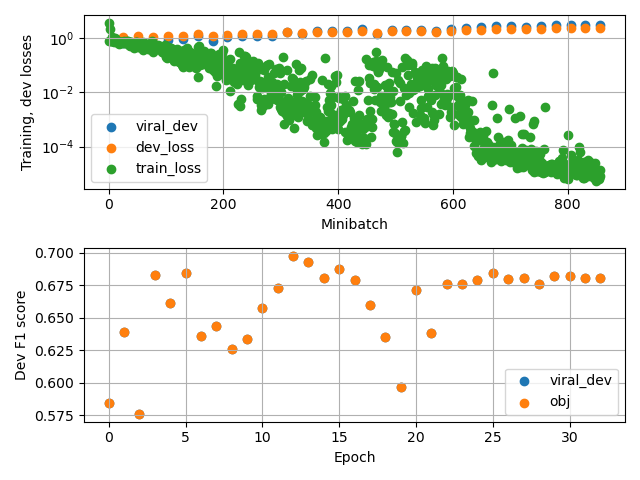 Training, dev losses
10⁰
10⁻²
10⁻⁴
viral_dev
dev_loss
train_loss
0 200 400 600 800
Minibatch
Dev F1 score
0.700
0.675
0.650
0.625
0.600
0.575
viral_dev
obj
0 5 10 15 20 25 30
Epoch